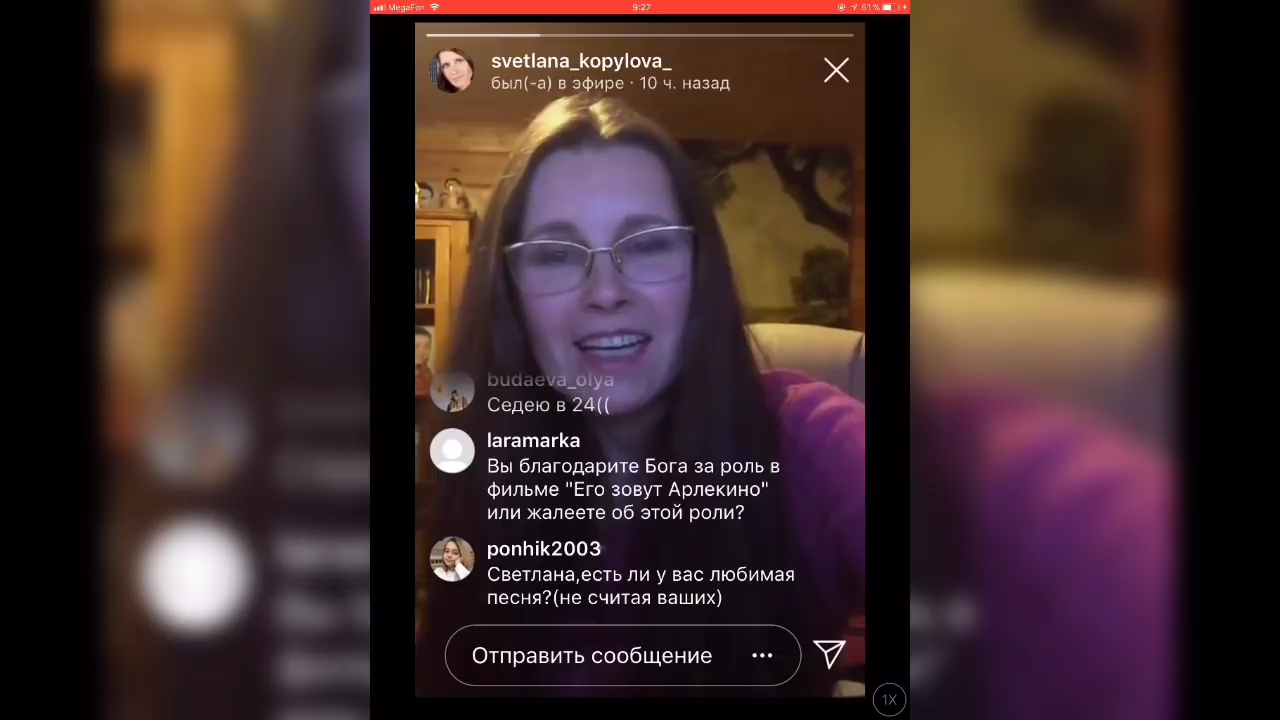 MegaFon
9:27
51 %
svetlana_kopylova_
был(-а) в эфире · 10 ч. назад
budaeva_olya
Седею в 24((
laramarka
Вы благодарите Бога за роль в
фильме "Его зовут Арлекино"
или жалеете об этой роли?
ponhik2003
Светлана,есть ли у вас любимая
песня?(не считая ваших)
Отправить сообщение
1X